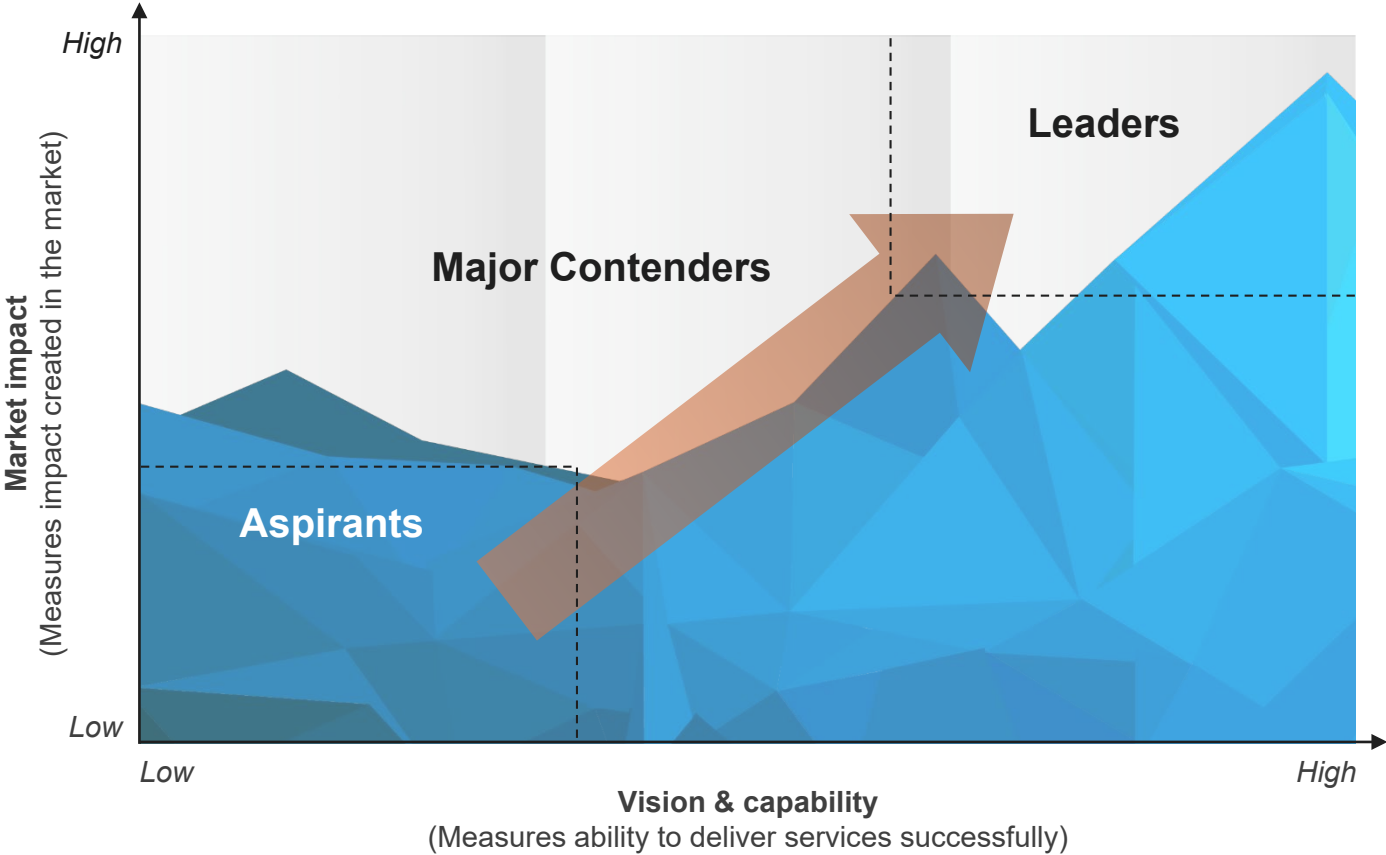 High
Leaders
Major Contenders
Market impact
(Measures impact created in the market)
Aspirants
Low
Low
High
Vision & capability
(Measures ability to deliver services successfully)